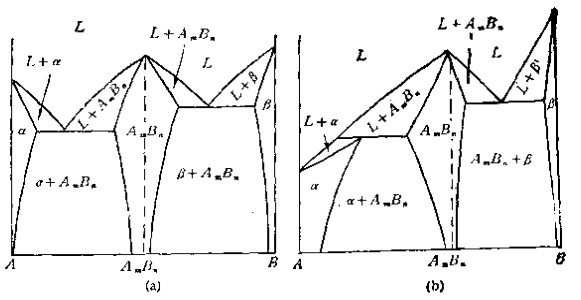 L
L + AmBn
L + α
L
L + AmBn
L + β
α
AmBn
β
α + AmBn
β + AmBn
A
AmBn
B
(a)
L
L + AmBn
L
L + β
L + AmBn
L + α
AmBn
β
α
α + AmBn
AmBn + β
A
AmBn
B
(b)